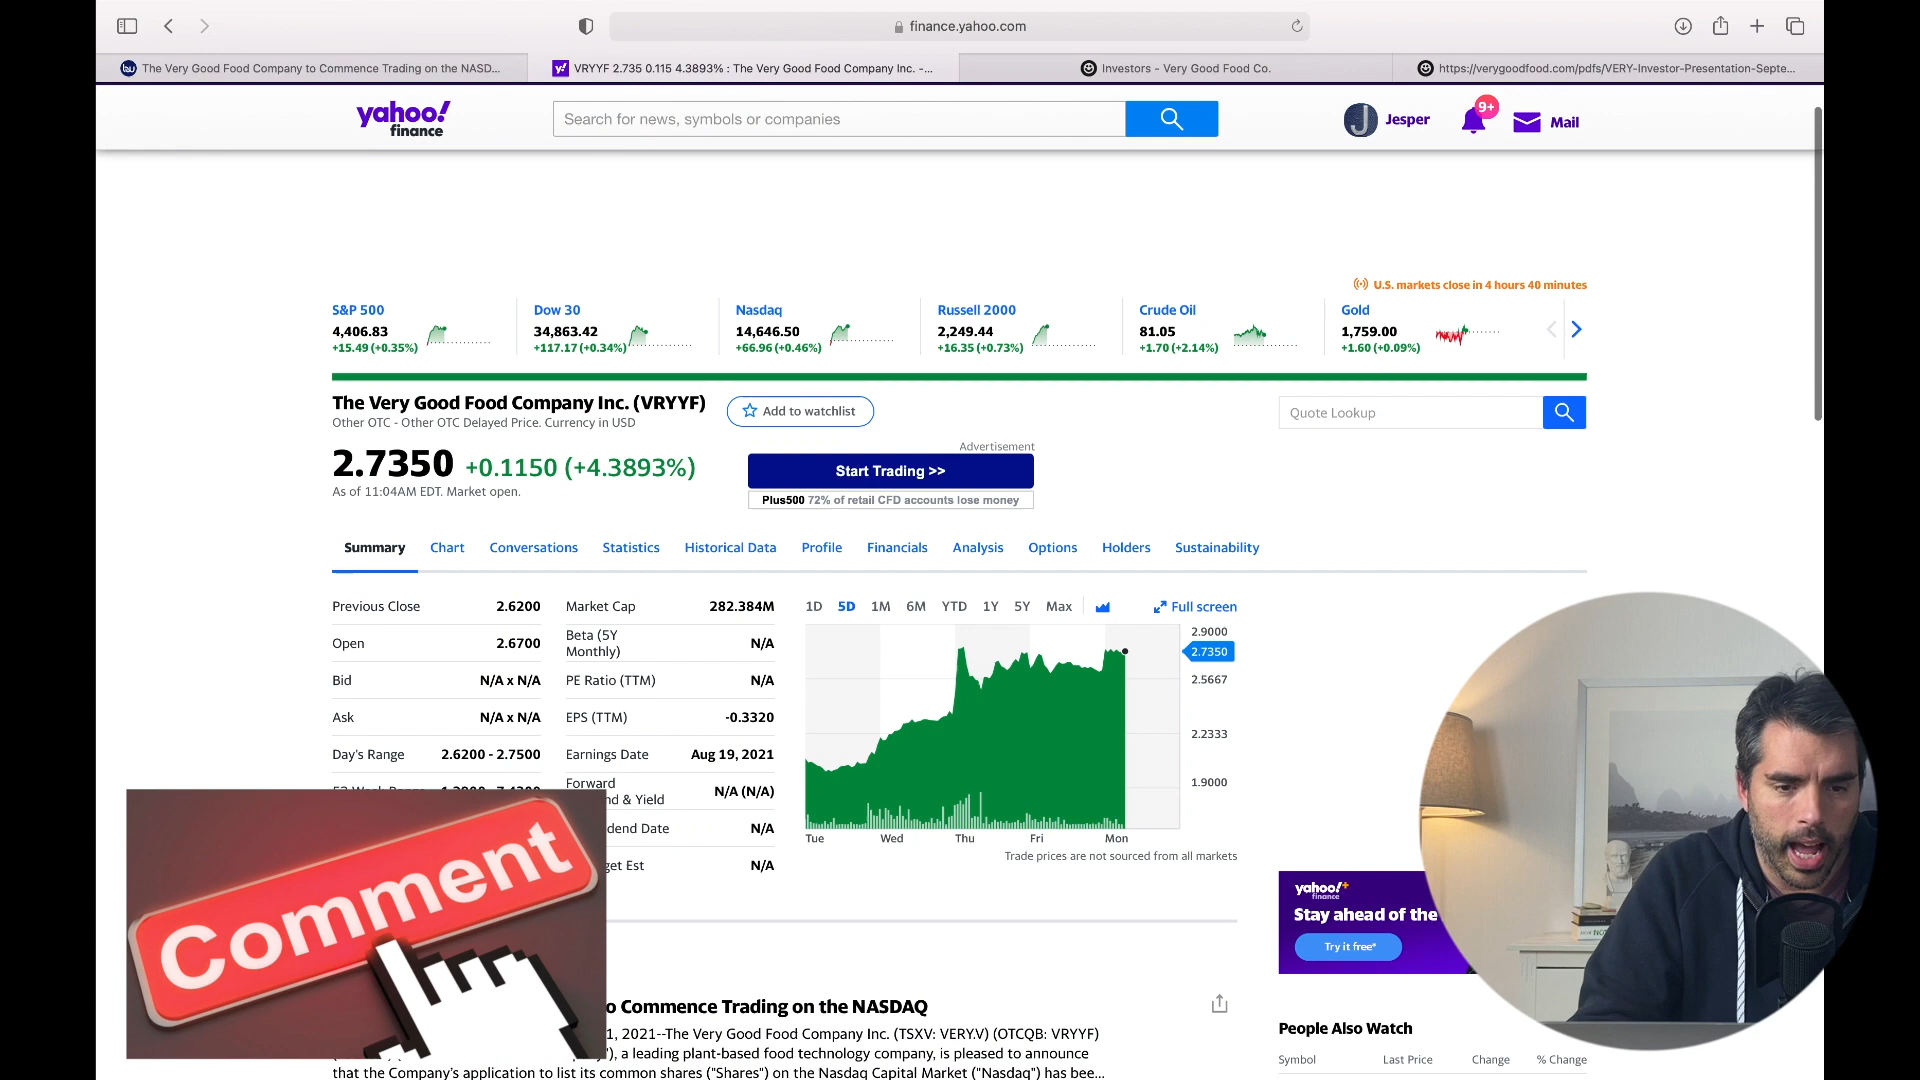 finance.yahoo.com
The Very Good Food Company to Commence Trading on the NASD...
VRYYF 2.735 0.115 4.3893% : The Very Good Food Company Inc. -...
Investors - Very Good Food Co.
https://verygoodfood.com/pdfs/VERY-Investor-Presentation-Septe...
yahoo!
finance
Search for news, symbols or companies
J
Jesper
9+
Mail
U.S. markets close in 4 hours 40 minutes
S&P 500
4,406.83
+15.49 (+0.35%)
Dow 30
34,863.42
+117.17 (+0.34%)
Nasdaq
14,646.50
+66.96 (+0.46%)
Russell 2000
2,249.44
+16.35 (+0.73%)
Crude Oil
81.05
+1.70 (+2.14%)
Gold
1,759.00
+1.60 (+0.09%)
The Very Good Food Company Inc. (VRYYF)
Add to watchlist
Quote Lookup
Other OTC - Other OTC Delayed Price. Currency in USD
2.7350 +0.1150 (+4.3893%)
As of 11:04AM EDT. Market open.
Advertisement
Start Trading >>
Plus500 72% of retail CFD accounts lose money
Summary Chart Conversations Statistics Historical Data Profile Financials Analysis Options Holders Sustainability
Previous Close 2.6200
Open 2.6700
Bid N/A x N/A
Ask N/A x N/A
Day's Range 2.6200 - 2.7500
Market Cap 282.384M
Beta (5Y
Monthly) N/A
PE Ratio (TTM) N/A
EPS (TTM) -0.3320
Earnings Date Aug 19, 2021
Forward
nd & Yield N/A (N/A)
dend Date N/A
get Est N/A
1D 5D 1M 6M YTD 1Y 5Y Max
Full screen
2.9000
2.7350
2.5667
2.2333
1.9000
Tue Wed Thu Fri Mon
Trade prices are not sourced from all markets
Comment
yahoo!+
finance
Stay ahead of the
Try it free*
o Commence Trading on the NASDAQ
1, 2021--The Very Good Food Company Inc. (TSXV: VERY.V) (OTCQB: VRYYF)
"), a leading plant-based food technology company, is pleased to announce
that the Company's application to list its common shares ("Shares") on the Nasdaq Capital Market ("Nasdaq") has bee...
People Also Watch
Symbol Last Price Change % Change